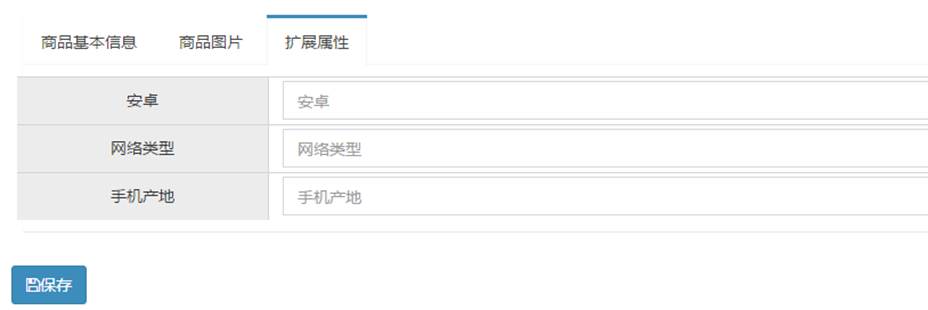 商品基本信息 商品图片 扩展属性
安卓 安卓
网络类型 网络类型
手机产地 手机产地
保存